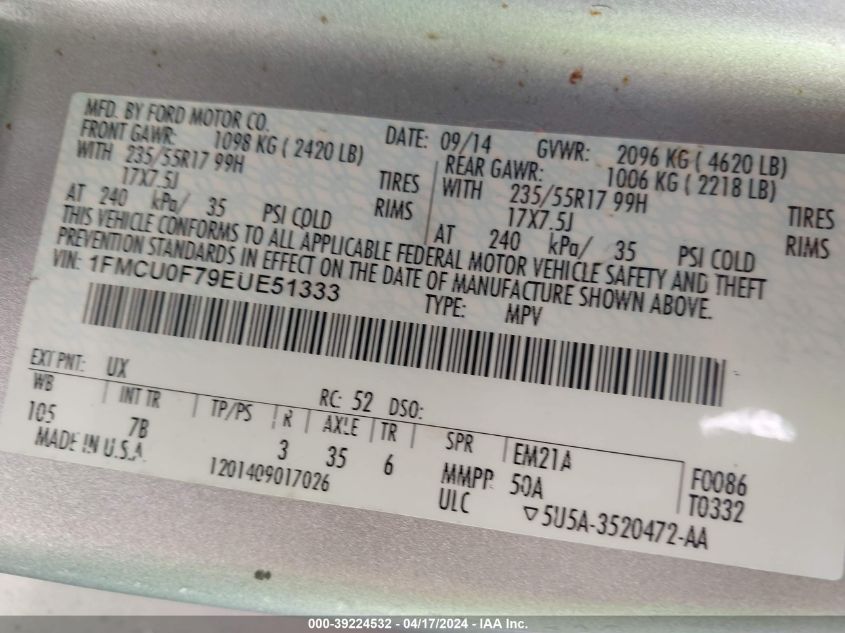 MFD. BY FORD MOTOR CO.
DATE: 09/14 GVWR: 2096 KG ( 4620 LB)
FRONT GAWR: 1098 KG ( 2420 LB) REAR GAWR: 1006 KG ( 2218 LB)
WITH 235/55R17 99H TIRES WITH 235/55R17 99H TIRES
17X7.5J RIMS 17X7.5J RIMS
AT 240 kPa/ 35 PSI COLD AT 240 kPa/ 35 PSI COLD
THIS VEHICLE CONFORMS TO ALL APPLICABLE FEDERAL MOTOR VEHICLE SAFETY AND THEFT
PREVENTION STANDARDS IN EFFECT ON THE DATE OF MANUFACTURE SHOWN ABOVE.
VIN: 1FMCU0F79EUE51333 TYPE: MPV
EXT PNT: UX RC: 52 DSO:
WB INT TR TP/PS R AXLE TR SPR EM21A F0086
105 7B 3 35 6 MMPP 50A T0332
MADE IN U.S.A. 1201409017026 ULC ▽5U5A-3520472-AA
000-39224532 - 04/17/2024 - IAA Inc.